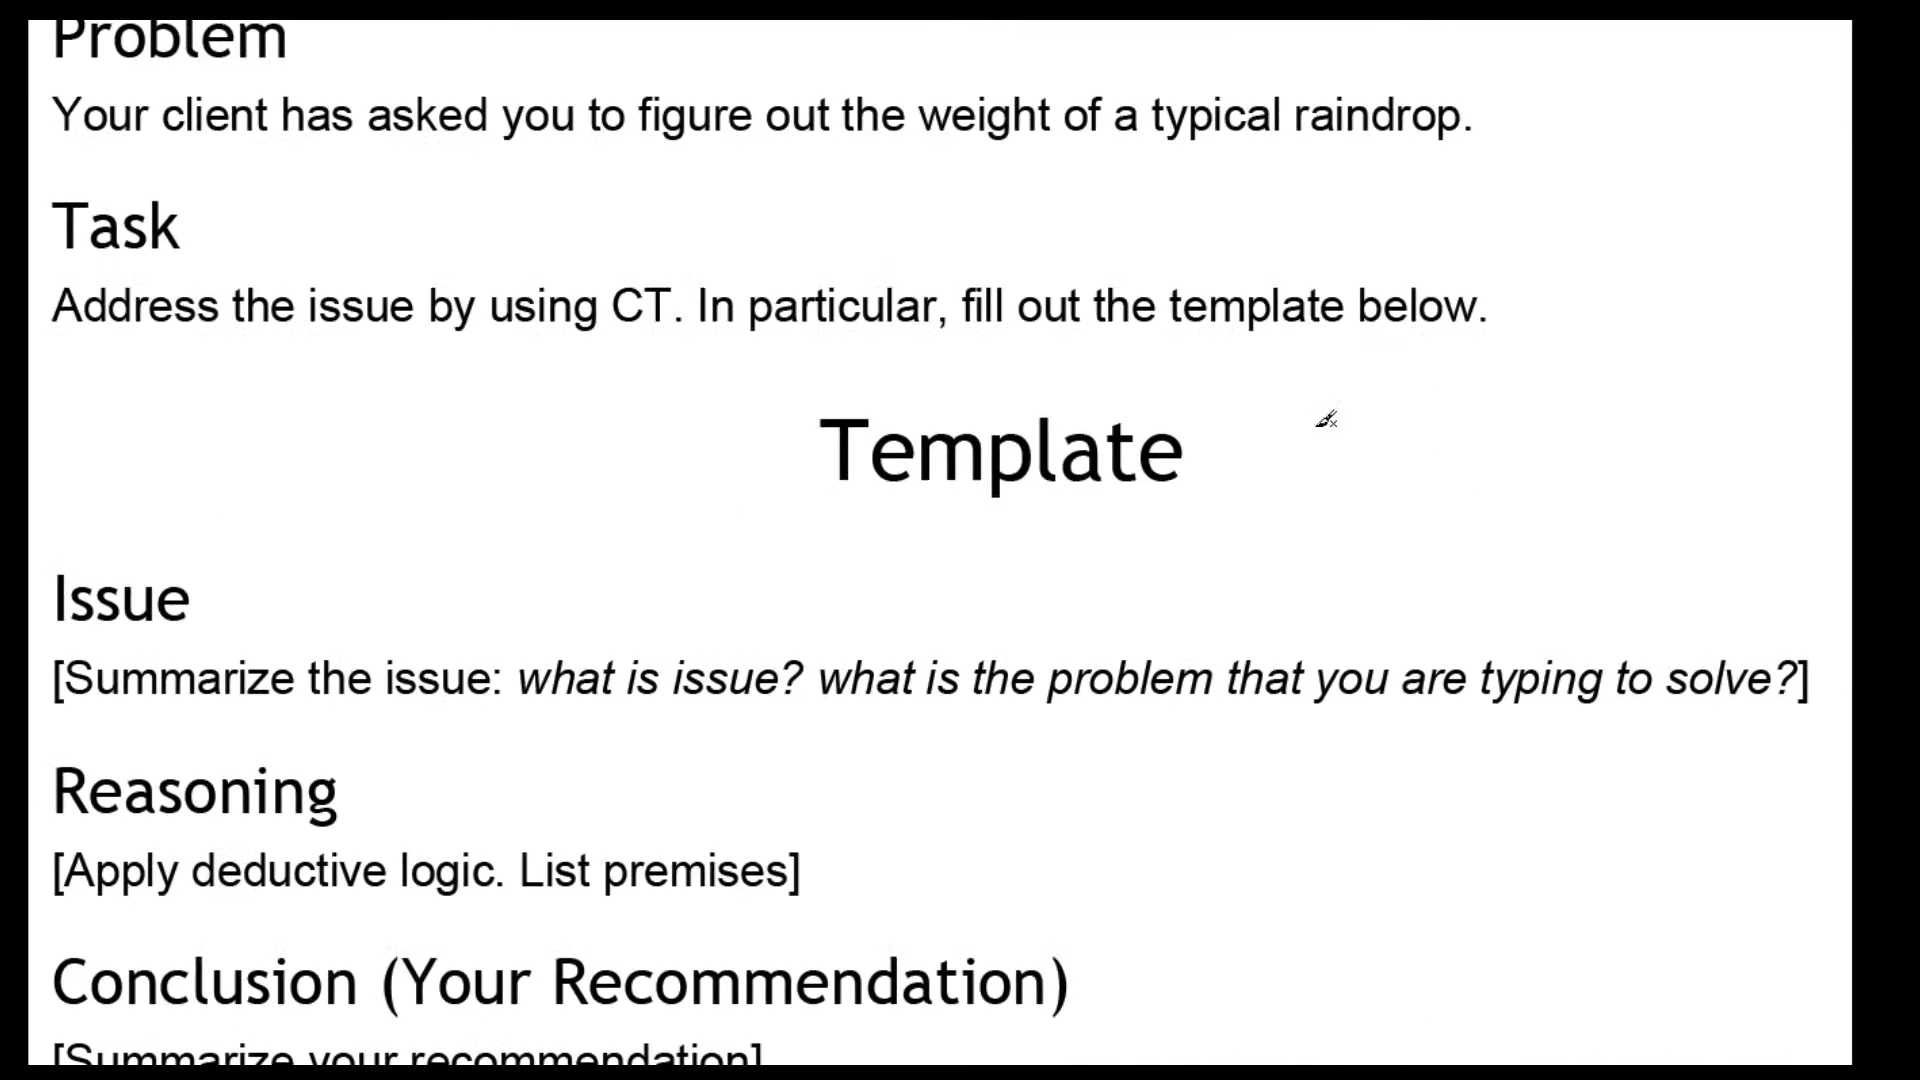 Problem
Your client has asked you to figure out the weight of a typical raindrop.
Task
Address the issue by using CT. In particular, fill out the template below.
Template
Issue
[Summarize the issue: what is issue? what is the problem that you are typing to solve?]
Reasoning
[Apply deductive logic. List premises]
Conclusion (Your Recommendation)
[Summarize your recommendation]